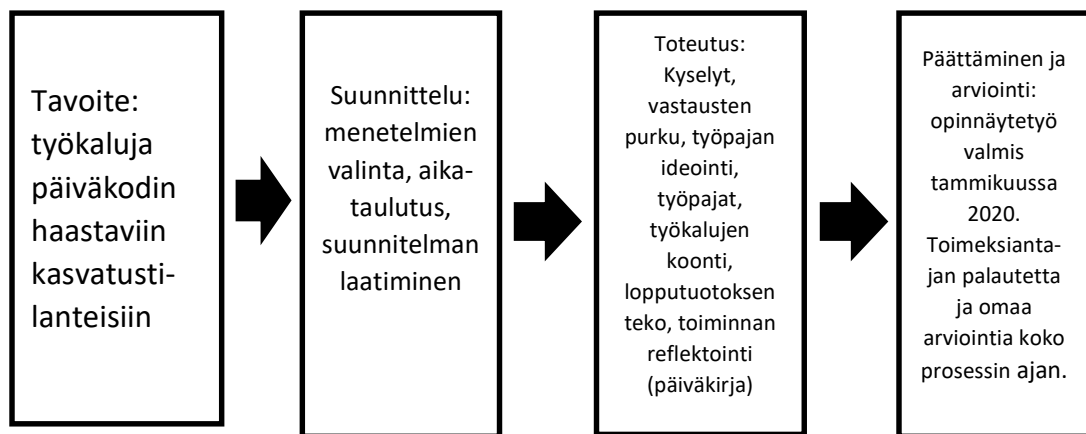 Tavoite:
työkaluja
päiväkodin
haastaviin
kasvatusti-
lanteisiin
Suunnittelu:
menetelmien
valinta, aika-
taulutus,
suunnitelman
laatiminen
Toteutus:
Kyselyt,
vastausten
purku, työpajan
ideointi,
työpajat,
työkalujen
koonti,
lopputuotoksen
teko, toiminnan
reflektointi
(päiväkirja)
Päättäminen ja
arviointi:
opinnäytetyö
valmis
tammikuussa
2020.
Toimeksianta-
jan palautetta
ja omaa
arviointia koko
prosessin ajan.